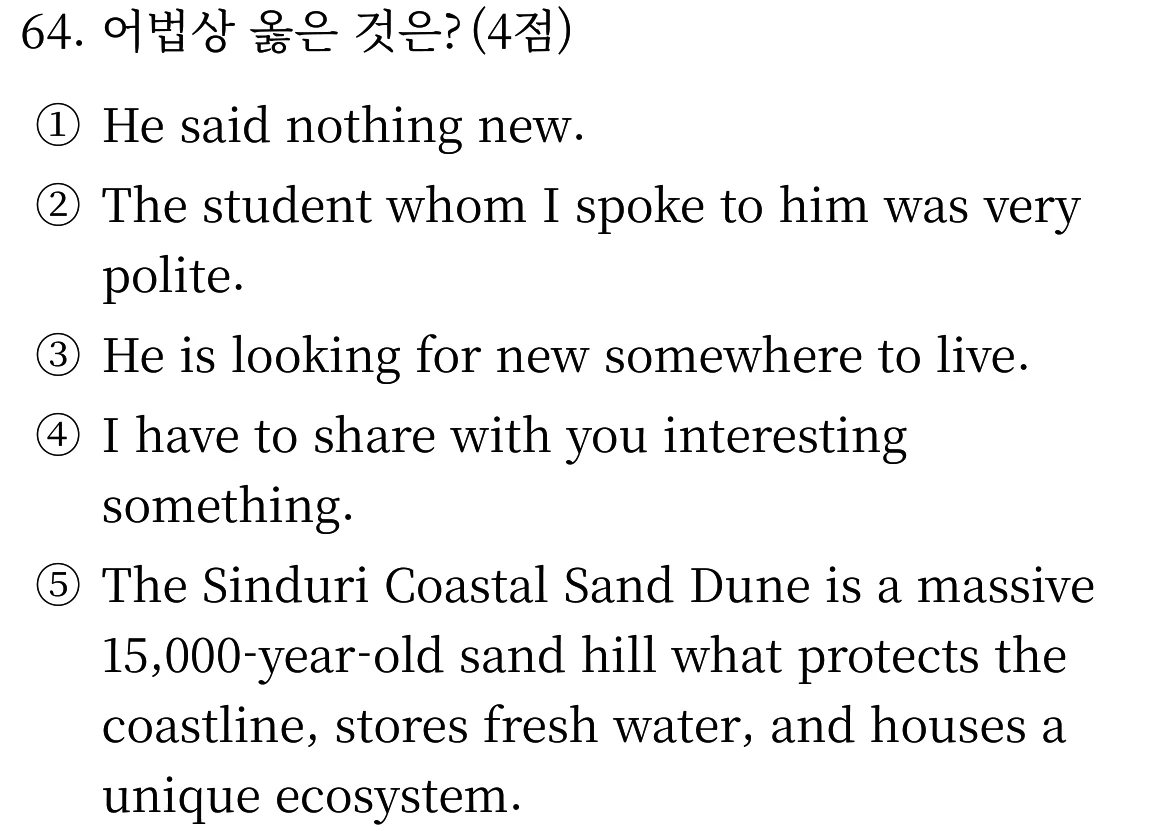 64. 어법상 옳은 것은? (4점)
① He said nothing new.
② The student whom I spoke to him was very
polite.
③ He is looking for new somewhere to live.
④ I have to share with you interesting
something.
⑤ The Sinduri Coastal Sand Dune is a massive
15,000-year-old sand hill what protects the
coastline, stores fresh water, and houses a
unique ecosystem.